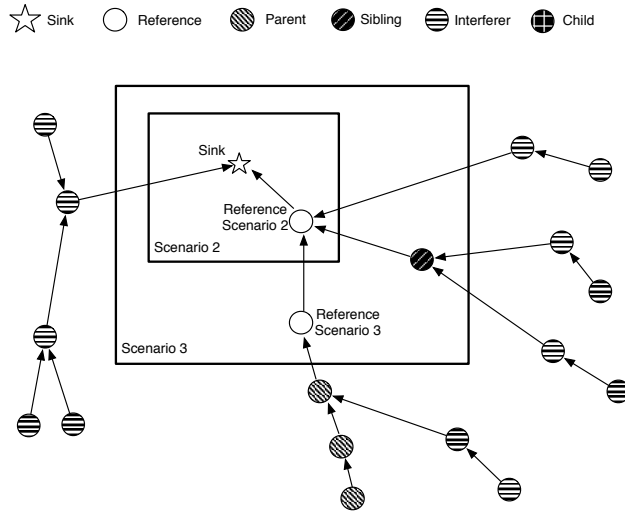 Sink Reference Parent Sibling Interferer Child
Sink
Reference
Scenario 2
Scenario 2
Reference
Scenario 3
Scenario 3